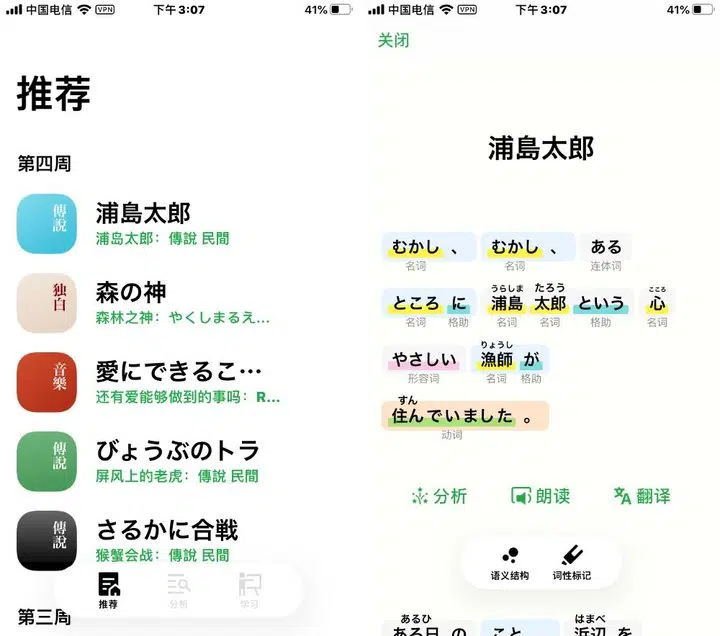 中国电信 VPN 下午3:07 41%
推荐
第四周
傳說
浦島太郎
浦岛太郎：傳說 民間
独白
森の神
森林之神：やくしまるえ...
音樂
愛にできるこ…
还有爱能够做到的事吗：R...
傳說
びょうぶのトラ
屏风上的老虎：傳說 民間
傳說
さるかに合戦
猴蟹会战：傳說 民間
推荐 分析 学习
第三周
中国电信 VPN 下午3:07 41%
关闭
浦島太郎
むかし 、 むかし 、 ある
名词 名词 连体词
うらしま たろう こころ
ところ に 浦島 太郎 という 心
名词 格助 名词 名词 格助 名词
りょうし
やさしい 漁師 が
形容词 名词 格助
すん
住んでいました 。
动词
分析 朗读 翻译
语义结构 词性标记
あるひ はまべ
ある日 の こと 、 浜辺 を